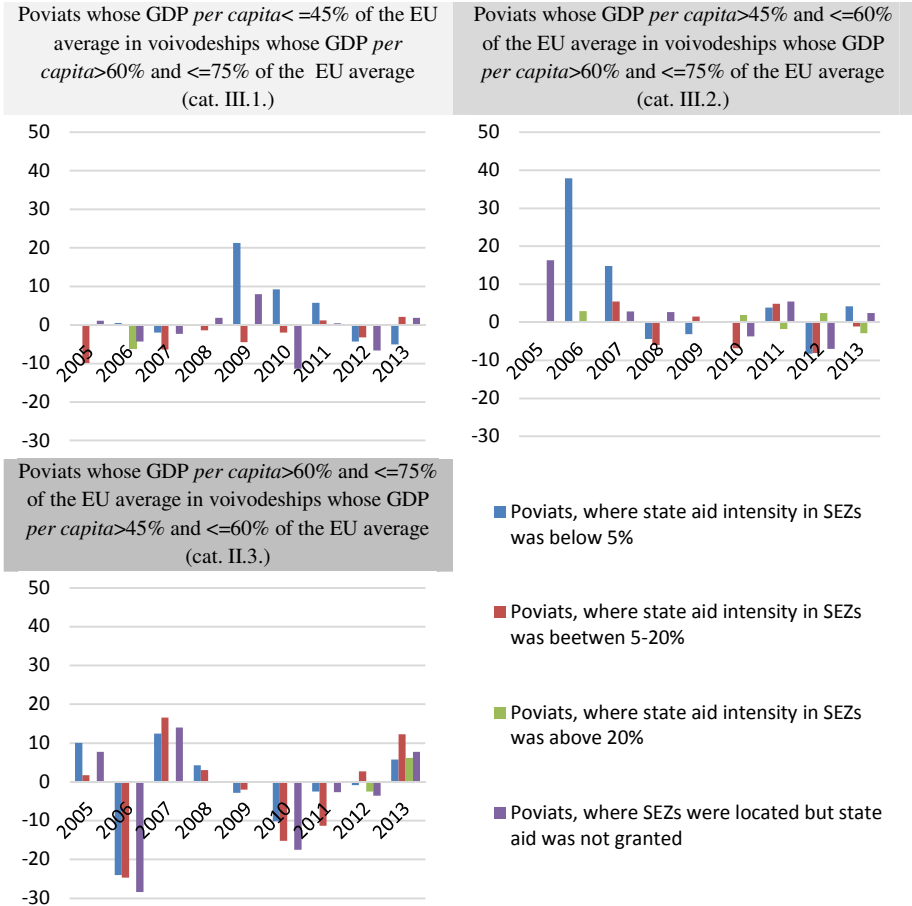 Poviats whose GDP per capita< =45% of the EU
average in voivodeships whose GDP per
capita>60% and <=75% of the EU average
(cat. III.1.)
Poviats whose GDP per capita>45% and <=60%
of the EU average in voivodeships whose GDP
per capita>60% and <=75% of the EU average
(cat. III.2.)
50
40
30
20
10
0
-10
-20
-30
2005
2006
2007
2008
2009
2010
2011
2012
2013
50
40
30
20
10
0
-10
-20
-30
2005
2006
2007
2008
2009
2010
2011
2012
2013
Poviats whose GDP per capita>60% and <=75%
of the EU average in voivodeships whose GDP
per capita>45% and <=60% of the EU average
(cat. II.3.)
50
40
30
20
10
0
-10
-20
-30
2005
2006
2007
2008
2009
2010
2011
2012
2013
Poviats, where state aid intensity in SEZs
was below 5%
Poviats, where state aid intensity in SEZs
was beetwen 5-20%
Poviats, where state aid intensity in SEZs
was above 20%
Poviats, where SEZs were located but state
aid was not granted